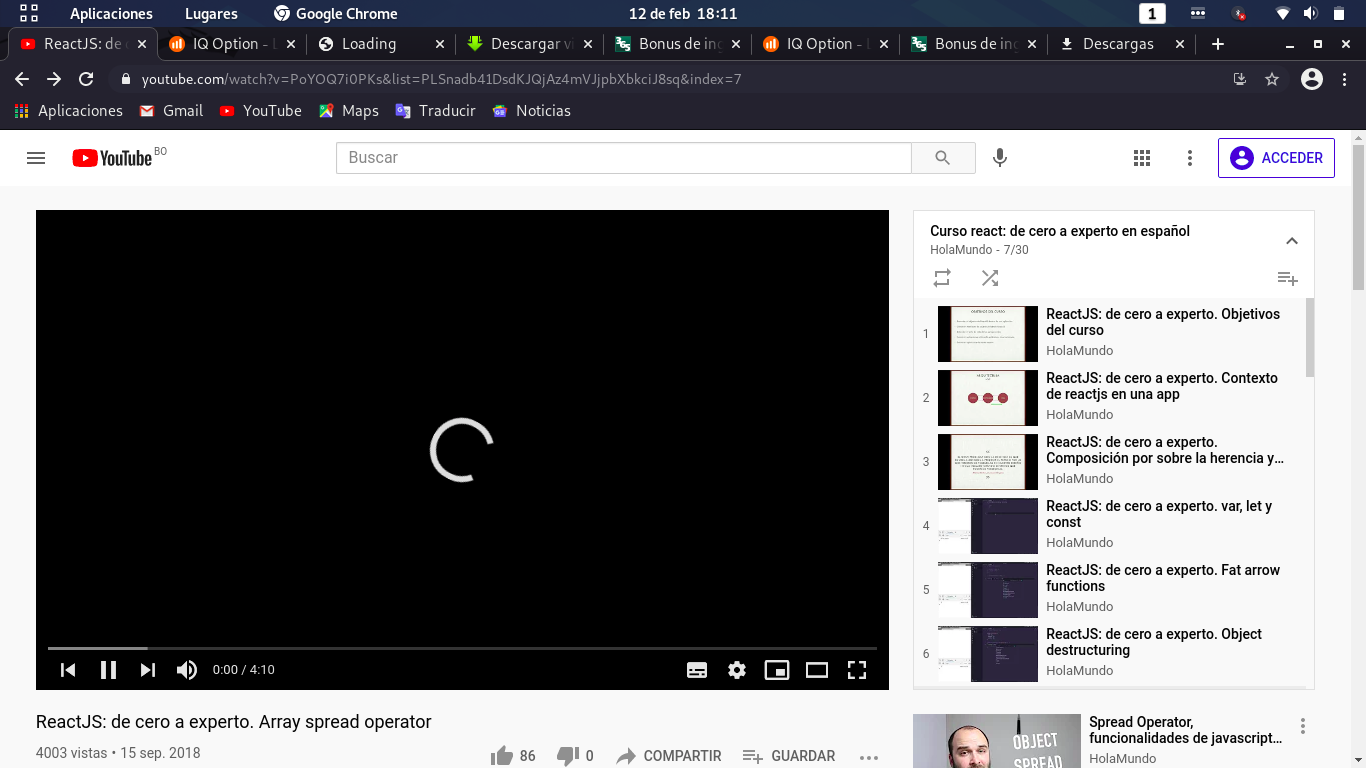 Aplicaciones Lugares Google Chrome 12 de feb 18:11 1
ReactJS: de IQ Option - Loading Descargar Bonus de IQ Option - Bonus de Descargas
youtube.com/watch?v=PoYOQ7i0PKs&list=PLSnadb41DsdKJQjAz4mVJjpbXbkciJ8sq&index=7
Aplicaciones Gmail YouTube Maps Traducir Noticias
YouTube BO Buscar ACCEDER
Curso react: de cero a experto en español
HolaMundo - 7/30
1 ReactJS: de cero a experto. Objetivos
del curso
HolaMundo
2 ReactJS: de cero a experto. Contexto
de reactjs en una app
HolaMundo
3 ReactJS: de cero a experto.
Composición por sobre la herencia y...
HolaMundo
4 ReactJS: de cero a experto. var, let y
const
HolaMundo
5 ReactJS: de cero a experto. Fat arrow
functions
HolaMundo
6 ReactJS: de cero a experto. Object
destructuring
HolaMundo
0:00 / 4:10
ReactJS: de cero a experto. Array spread operator
4003 vistas • 15 sep. 2018
86 0 COMPARTIR GUARDAR
OBJECT
SPREAD
Spread Operator,
funcionalidades de javascript...
HolaMundo